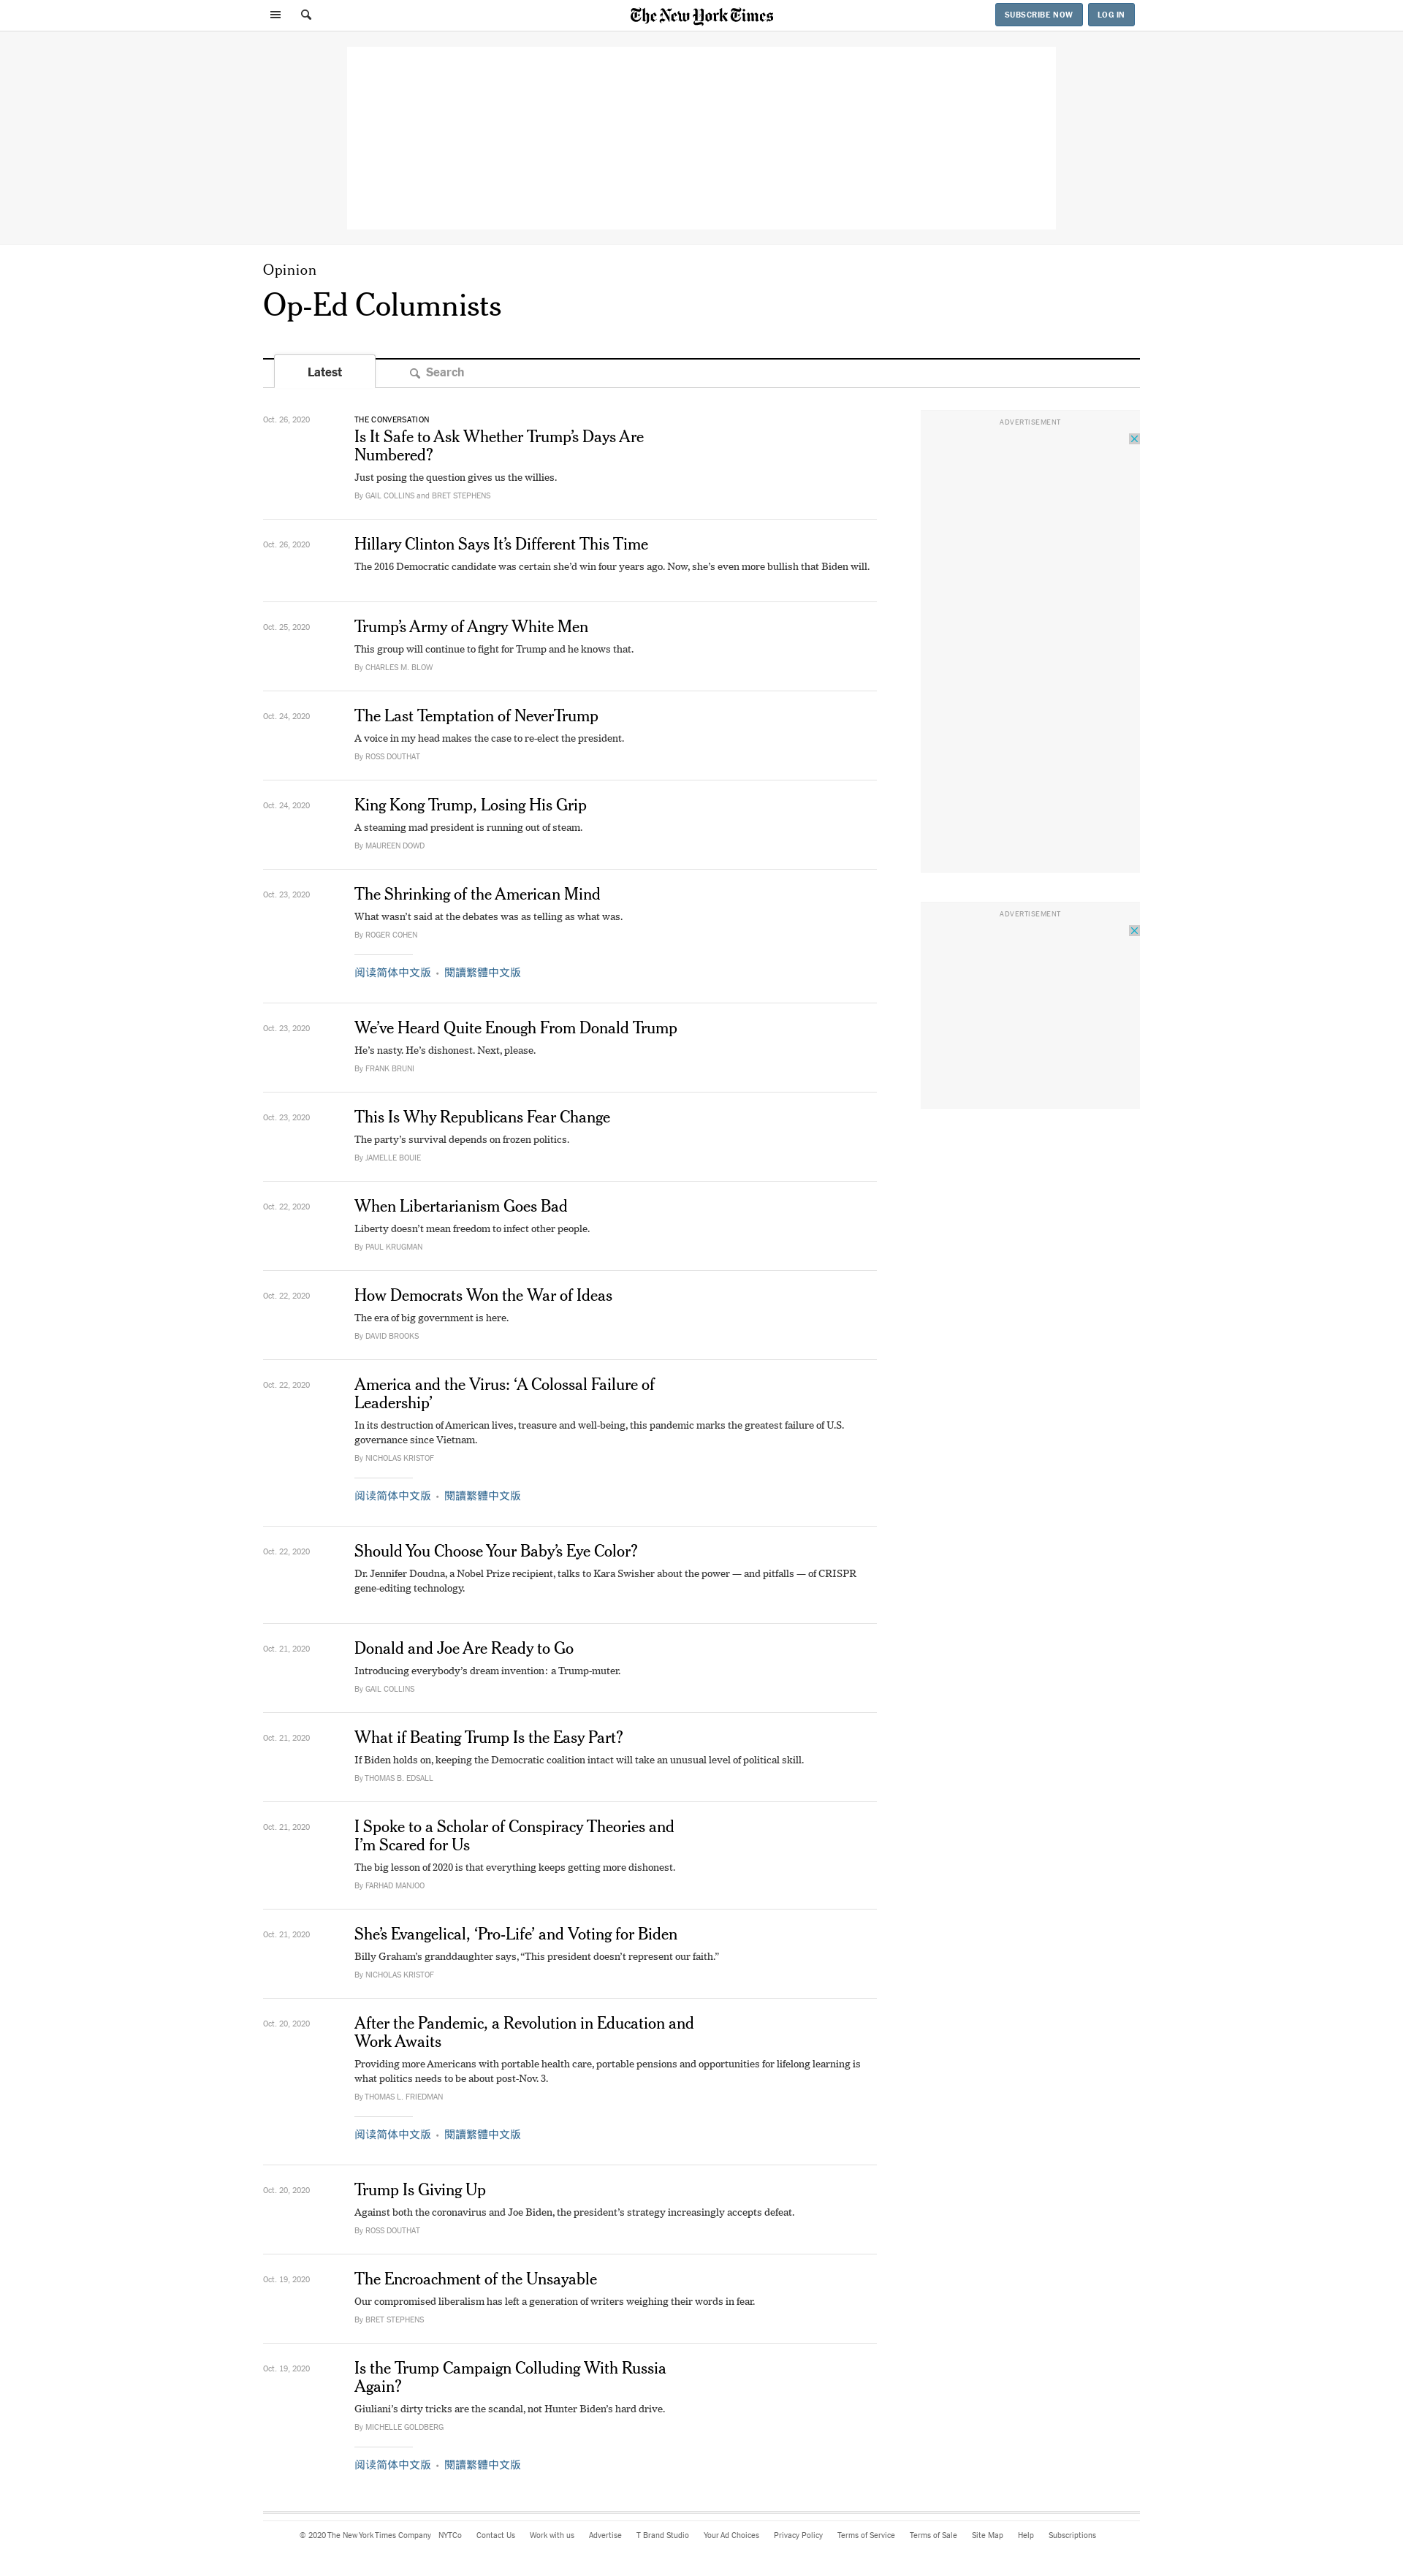 The New York Times
SUBSCRIBE NOW
LOG IN
Opinion
Op-Ed Columnists
Latest
Search
Oct. 26, 2020
THE CONVERSATION
Is It Safe to Ask Whether Trump’s Days Are
Numbered?
Just posing the question gives us the willies.
By GAIL COLLINS and BRET STEPHENS
Oct. 26, 2020
Hillary Clinton Says It’s Different This Time
The 2016 Democratic candidate was certain she’d win four years ago. Now, she’s even more bullish that Biden will.
Oct. 25, 2020
Trump’s Army of Angry White Men
This group will continue to fight for Trump and he knows that.
By CHARLES M. BLOW
Oct. 24, 2020
The Last Temptation of NeverTrump
A voice in my head makes the case to re-elect the president.
By ROSS DOUTHAT
Oct. 24, 2020
King Kong Trump, Losing His Grip
A steaming mad president is running out of steam.
By MAUREEN DOWD
Oct. 23, 2020
The Shrinking of the American Mind
What wasn’t said at the debates was as telling as what was.
By ROGER COHEN
阅读简体中文版 • 閱讀繁體中文版
Oct. 23, 2020
We’ve Heard Quite Enough From Donald Trump
He’s nasty. He’s dishonest. Next, please.
By FRANK BRUNI
Oct. 23, 2020
This Is Why Republicans Fear Change
The party’s survival depends on frozen politics.
By JAMELLE BOUIE
Oct. 22, 2020
When Libertarianism Goes Bad
Liberty doesn’t mean freedom to infect other people.
By PAUL KRUGMAN
Oct. 22, 2020
How Democrats Won the War of Ideas
The era of big government is here.
By DAVID BROOKS
Oct. 22, 2020
America and the Virus: ‘A Colossal Failure of
Leadership’
In its destruction of American lives, treasure and well-being, this pandemic marks the greatest failure of U.S.
governance since Vietnam.
By NICHOLAS KRISTOF
阅读简体中文版 • 閱讀繁體中文版
Oct. 22, 2020
Should You Choose Your Baby’s Eye Color?
Dr. Jennifer Doudna, a Nobel Prize recipient, talks to Kara Swisher about the power — and pitfalls — of CRISPR
gene-editing technology.
Oct. 21, 2020
Donald and Joe Are Ready to Go
Introducing everybody’s dream invention: a Trump-muter.
By GAIL COLLINS
Oct. 21, 2020
What if Beating Trump Is the Easy Part?
If Biden holds on, keeping the Democratic coalition intact will take an unusual level of political skill.
By THOMAS B. EDSALL
Oct. 21, 2020
I Spoke to a Scholar of Conspiracy Theories and
I’m Scared for Us
The big lesson of 2020 is that everything keeps getting more dishonest.
By FARHAD MANJOO
Oct. 21, 2020
She’s Evangelical, ‘Pro-Life’ and Voting for Biden
Billy Graham’s granddaughter says, “This president doesn’t represent our faith.”
By NICHOLAS KRISTOF
Oct. 20, 2020
After the Pandemic, a Revolution in Education and
Work Awaits
Providing more Americans with portable health care, portable pensions and opportunities for lifelong learning is
what politics needs to be about post-Nov. 3.
By THOMAS L. FRIEDMAN
阅读简体中文版 • 閱讀繁體中文版
Oct. 20, 2020
Trump Is Giving Up
Against both the coronavirus and Joe Biden, the president’s strategy increasingly accepts defeat.
By ROSS DOUTHAT
Oct. 19, 2020
The Encroachment of the Unsayable
Our compromised liberalism has left a generation of writers weighing their words in fear.
By BRET STEPHENS
Oct. 19, 2020
Is the Trump Campaign Colluding With Russia
Again?
Giuliani’s dirty tricks are the scandal, not Hunter Biden’s hard drive.
By MICHELLE GOLDBERG
阅读简体中文版 • 閱讀繁體中文版
ADVERTISEMENT
ADVERTISEMENT
© 2020 The New York Times Company NYTCo Contact Us Work with us Advertise T Brand Studio Your Ad Choices Privacy Policy Terms of Service Terms of Sale Site Map Help Subscriptions